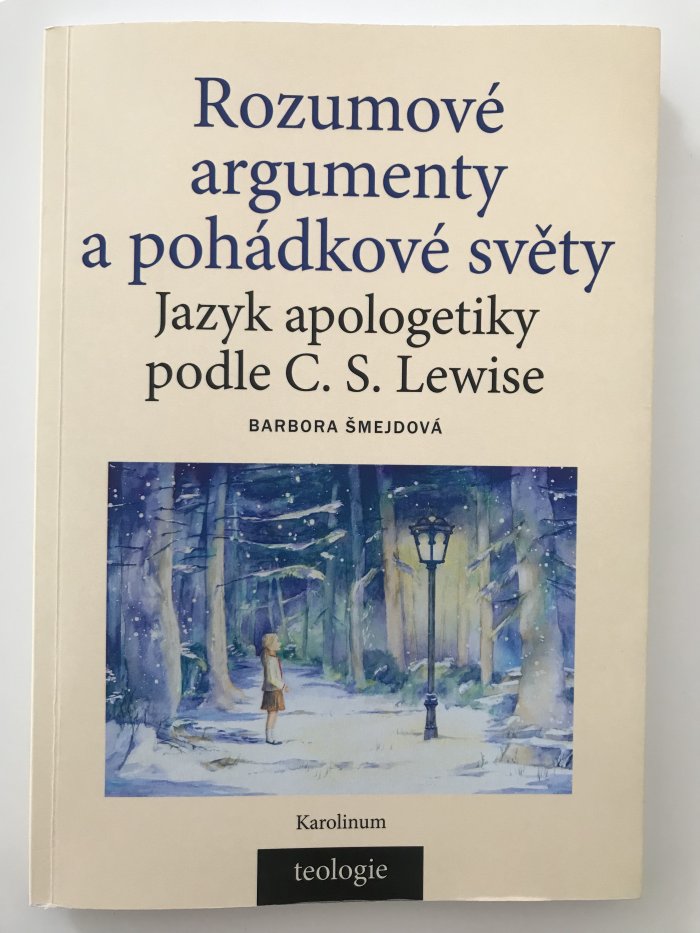 Rozumové
argumenty
a pohádkové světy
Jazyk apologetiky
podle C. S. Lewise
BARBORA ŠMEJDOVÁ
Karolinum
teologie